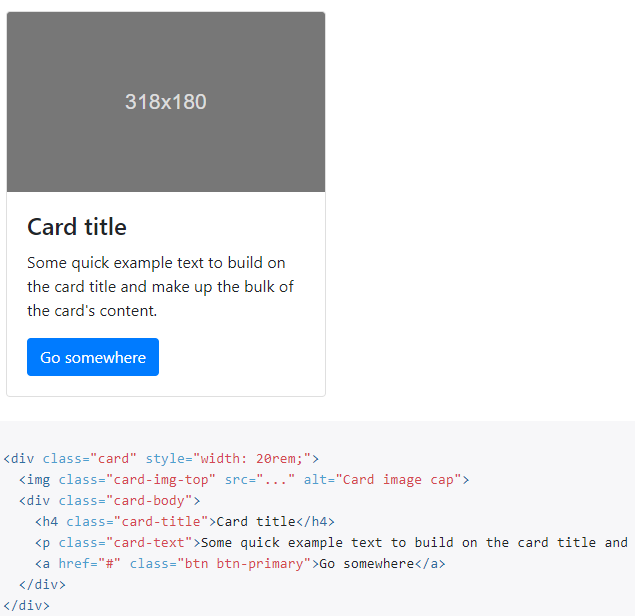 318x180
Card title
Some quick example text to build on
the card title and make up the bulk of
the card's content.
Go somewhere
<div class="card" style="width: 20rem;">
  <img class="card-img-top" src="..." alt="Card image cap">
  <div class="card-body">
    <h4 class="card-title">Card title</h4>
    <p class="card-text">Some quick example text to build on the card title and
    <a href="#" class="btn btn-primary">Go somewhere</a>
  </div>
</div>